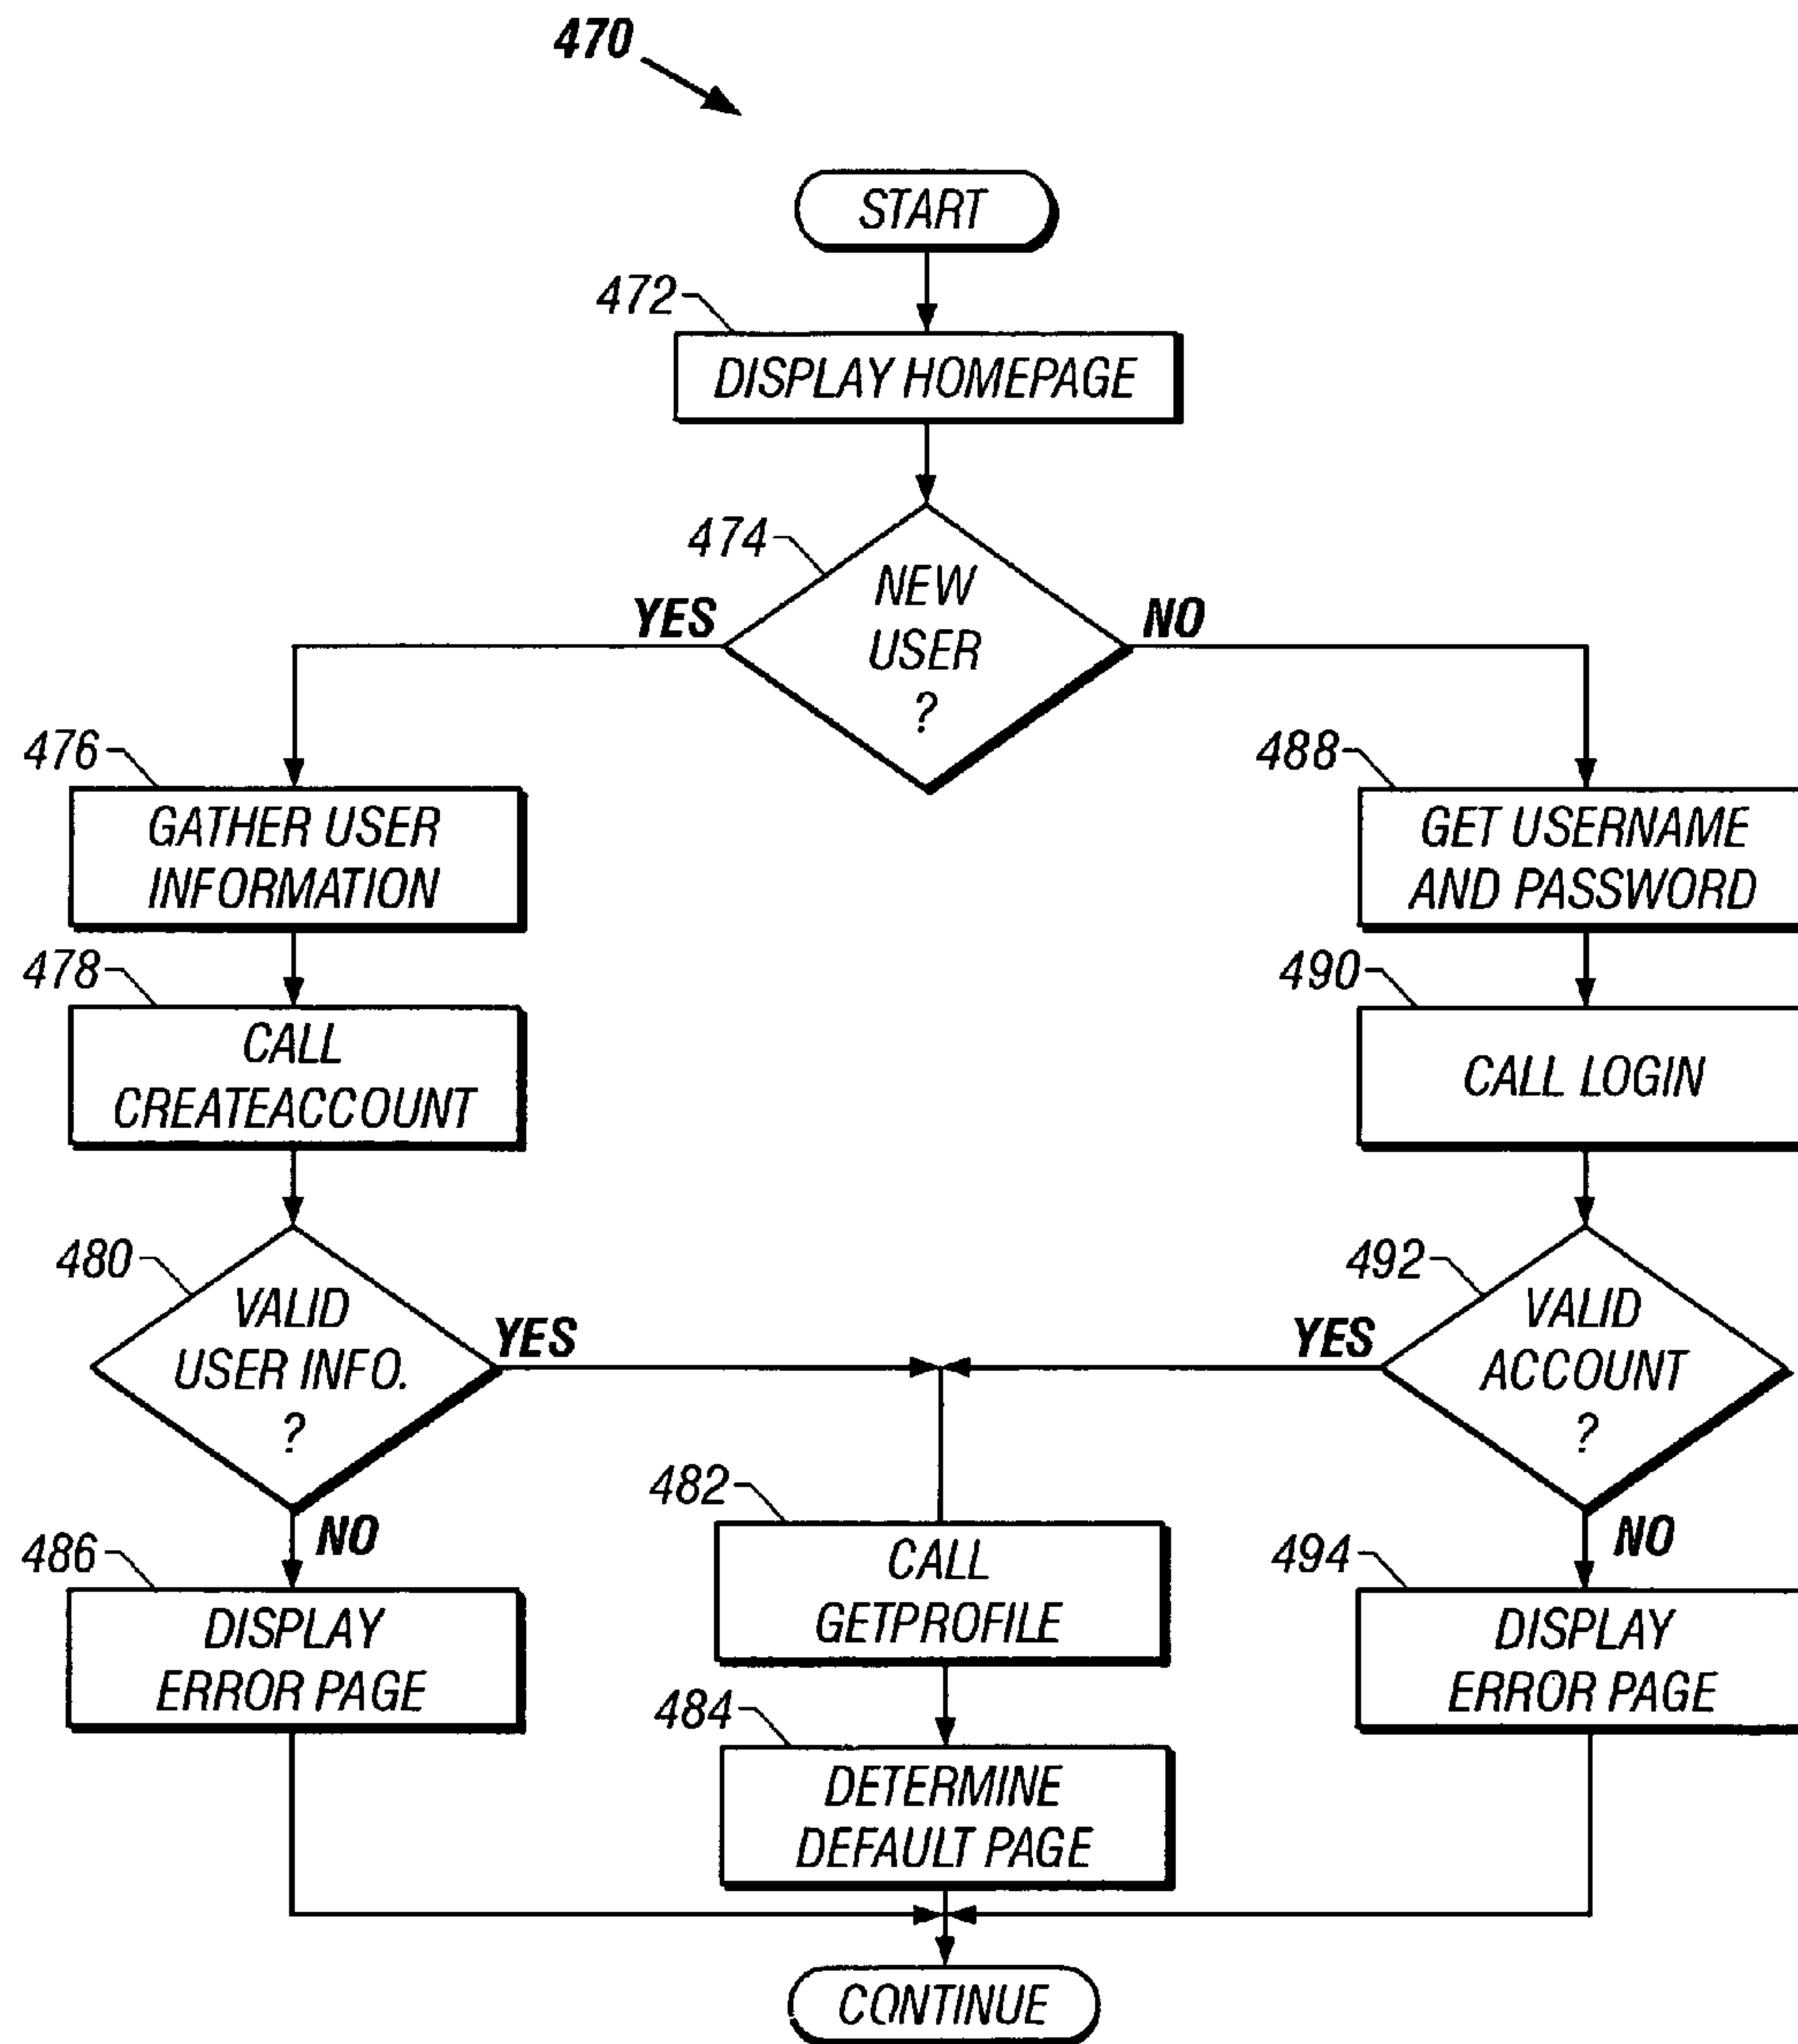 470
START
472
DISPLAY HOMEPAGE
474
NEW
USER
?
YES
NO
476
GATHER USER
INFORMATION
488
GET USERNAME
AND PASSWORD
478
CALL
CREATEACCOUNT
490
CALL LOGIN
480
VALID
USER INFO.
?
YES
NO
492
VALID
ACCOUNT
?
YES
NO
482
CALL
GETPROFILE
486
DISPLAY
ERROR PAGE
494
DISPLAY
ERROR PAGE
484
DETERMINE
DEFAULT PAGE
CONTINUE